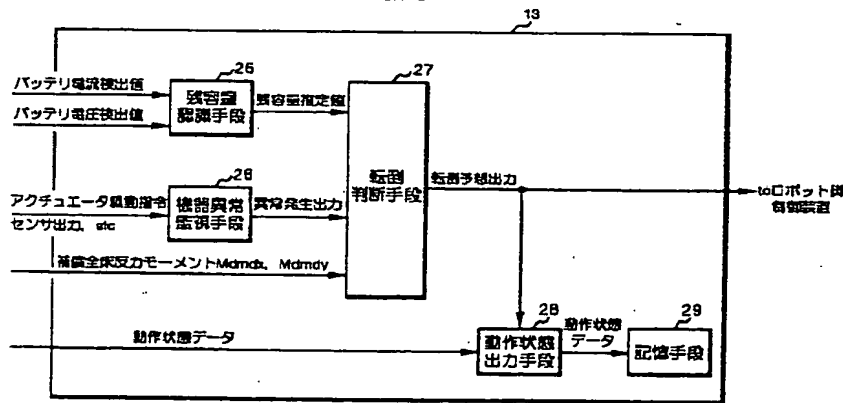 13
バッテリ電流検出値
バッテリ電圧検出値
25
残容量
認識手段
残容量推定値
27
転倒
判断手段
アクチュエータ駆動指令
センサ出力、etc
26
機器異常
監視手段
異常発生出力
転倒予想出力
toロボット側
制御装置
補償全床反力モーメントMdmdx、Mdmdy
動作状態データ
28
動作状態
出力手段
動作状態
データ
29
記憶手段